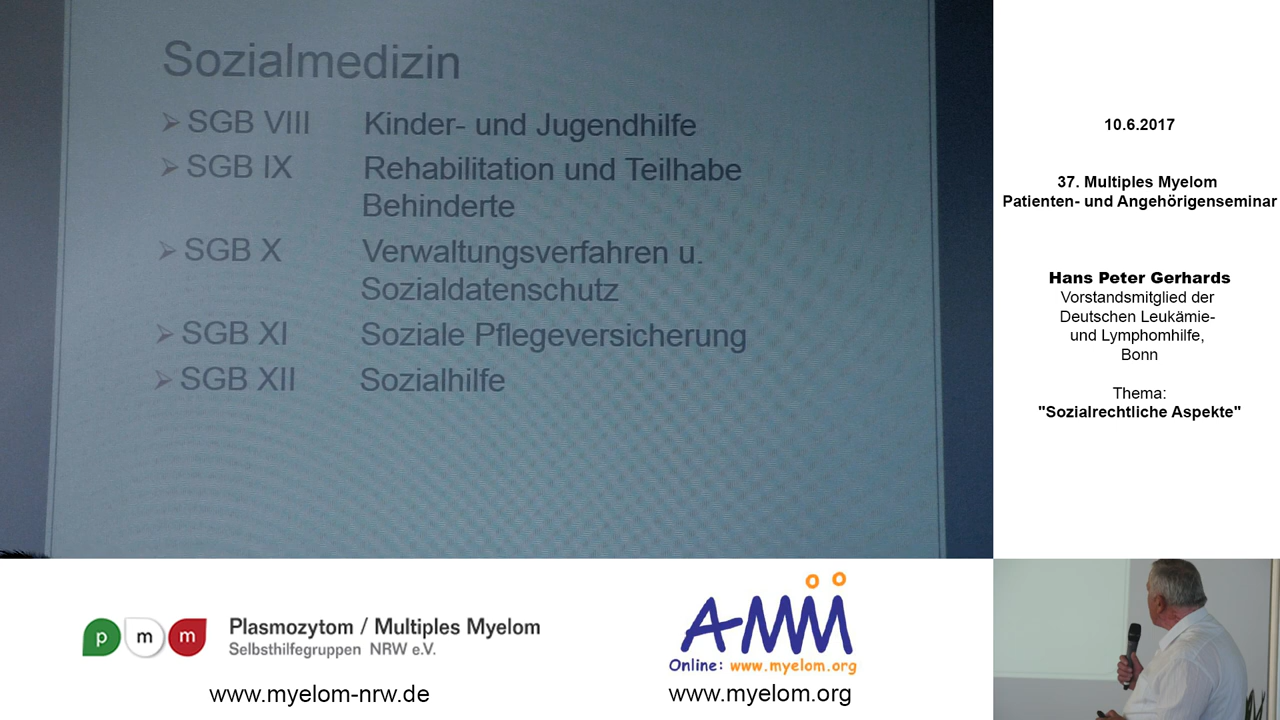 Sozialmedizin
SGB VIII Kinder- und Jugendhilfe
SGB IX Rehabilitation und Teilhabe
Behinderte
SGB X Verwaltungsverfahren u.
Sozialdatenschutz
SGB XI Soziale Pflegeversicherung
SGB XII Sozialhilfe
10.6.2017
37. Multiples Myelom
Patienten- und Angehörigenseminar
Hans Peter Gerhards
Vorstandsmitglied der
Deutschen Leukämie-
und Lymphomhilfe,
Bonn
Thema:
"Sozialrechtliche Aspekte"
p m m
Plasmozytom / Multiples Myelom
Selbsthilfegruppen NRW e.V.
www.myelom-nrw.de
AMM
Online: www.myelom.org
www.myelom.org